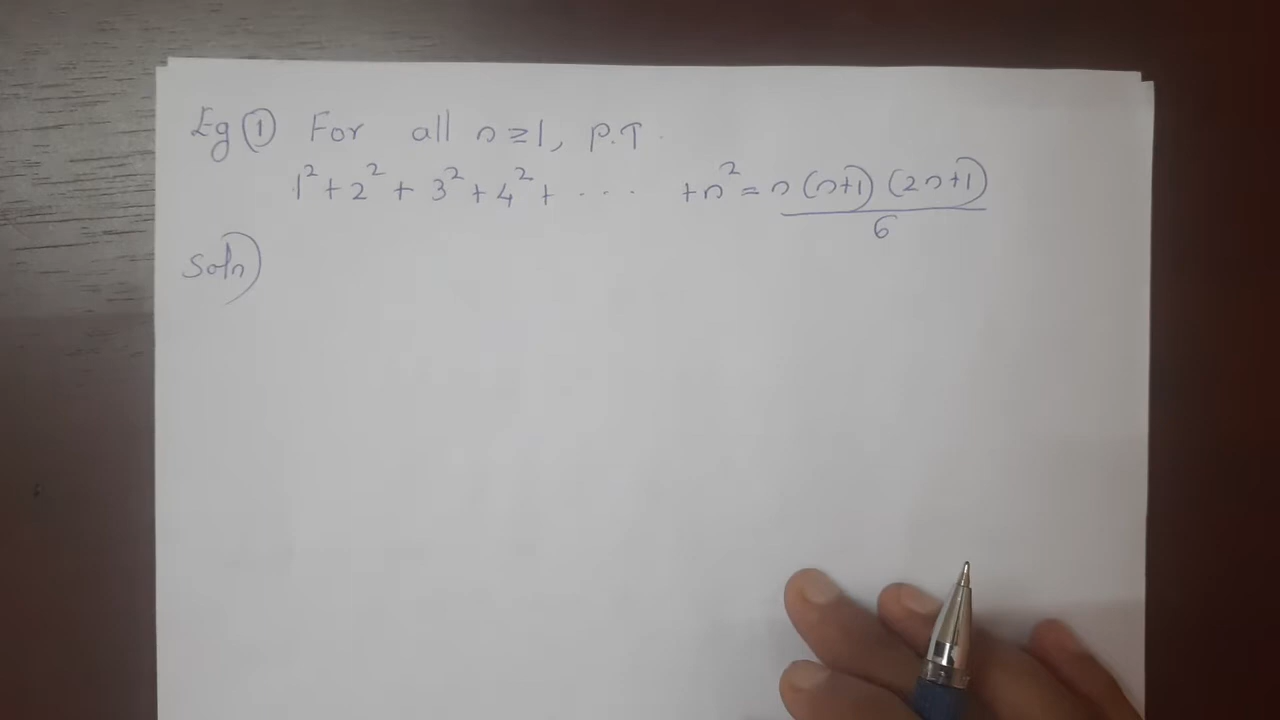 Eg ① For all n ≥ 1, P.T.
1² + 2² + 3² + 4² + . . . . + n² = n (n+1) (2n+1) / 6
Soln)